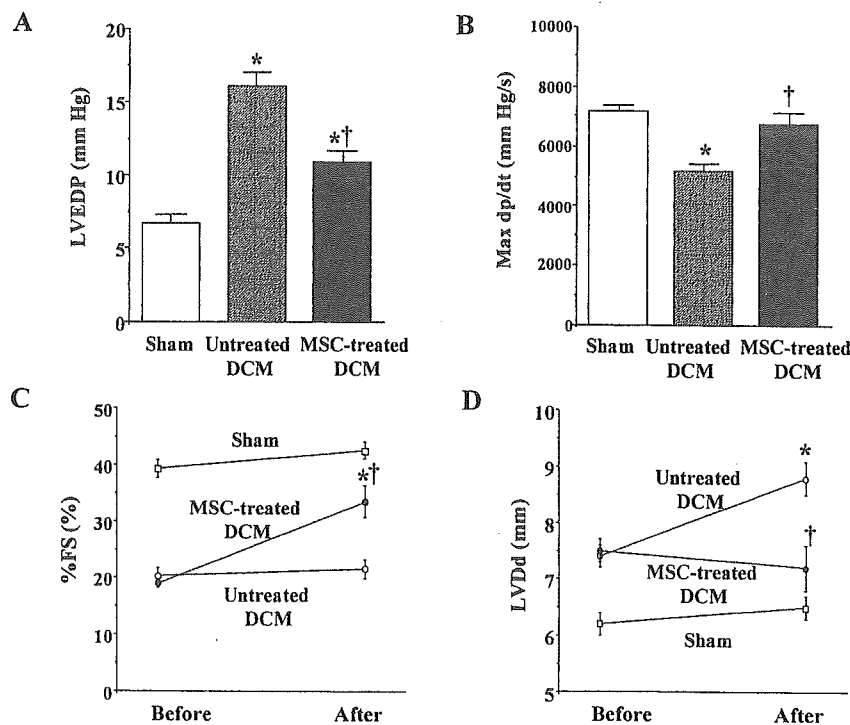 A
LVEDP (mm Hg)
20
15
10
5
0
*
*†
Sham
Untreated
DCM
MSC-treated
DCM
B
Max dp/dt (mm Hg/s)
10000
8000
6000
4000
2000
0
*
†
Sham
Untreated
DCM
MSC-treated
DCM
C
%FS (%)
50
40
30
20
10
0
Sham
*†
MSC-treated
DCM
Untreated
DCM
Before
After
D
LVDd (mm)
10
9
8
7
6
5
*
Untreated
DCM
†
MSC-treated
DCM
Sham
Before
After